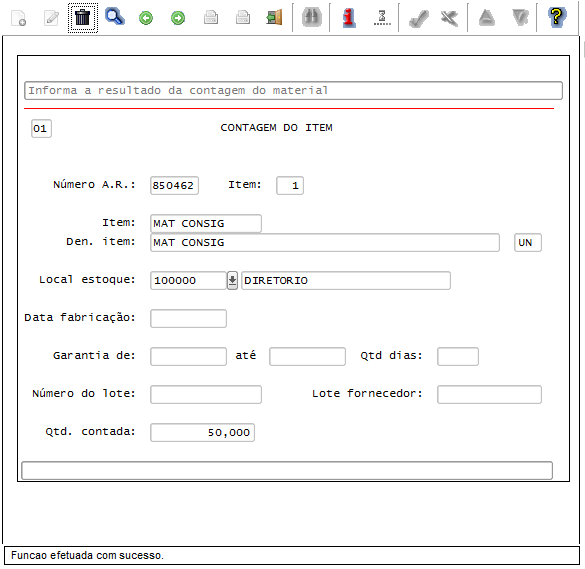 Informa a resultado da contagem do material
01 CONTAGEM DO ITEM
Número A.R.: 850462 Item: 1
Item: MAT CONSIG
Den. item: MAT CONSIG UN
Local estoque: 100000 DIRETORIO
Data fabricação:
Garantia de: até Qtd dias:
Número do lote: Lote fornecedor:
Qtd. contada: 50,000
Funcao efetuada com sucesso.